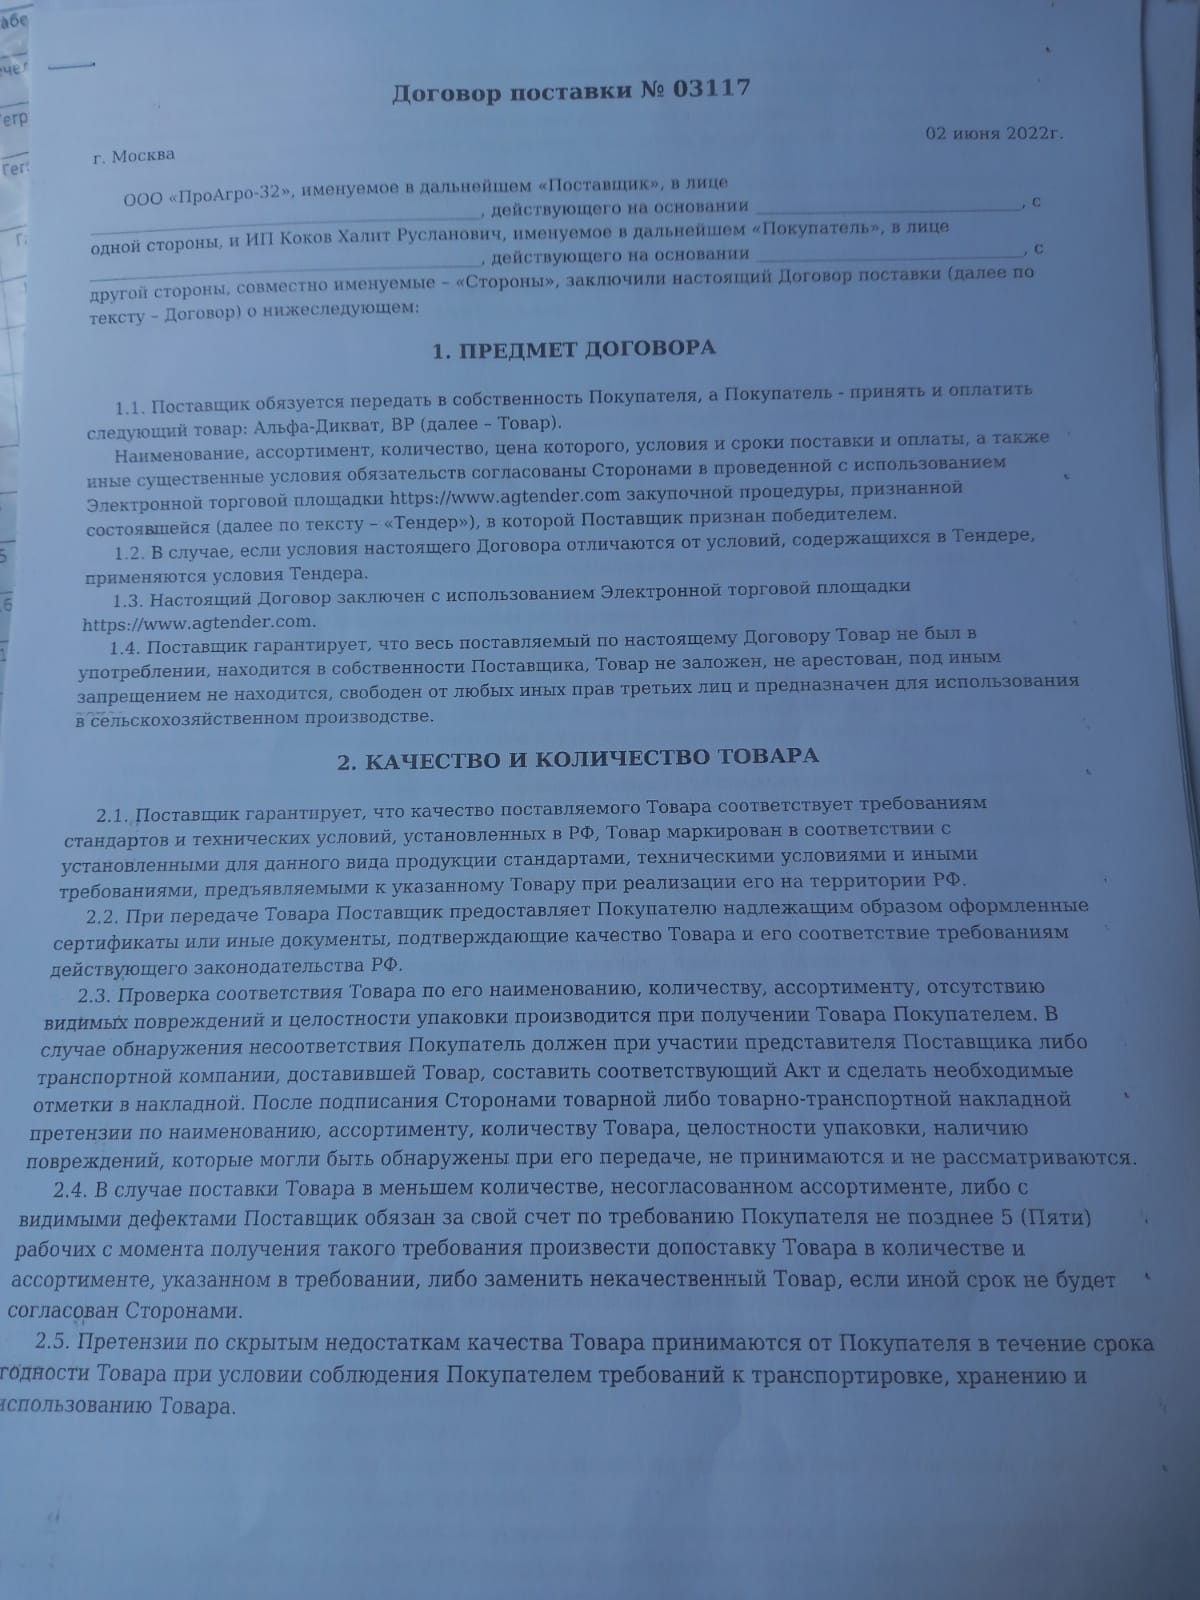 Договор поставки № 03117
02 июня 2022г.
г. Москва
ООО «ПроАгро-32», именуемое в дальнейшем «Поставщик», в лице
, действующего на основании , с
одной стороны, и ИП Коков Халит Русланович, именуемое в дальнейшем «Покупатель», в лице
, действующего на основании , с
другой стороны, совместно именуемые – «Стороны», заключили настоящий Договор поставки (далее по
тексту – Договор) о нижеследующем:
1. ПРЕДМЕТ ДОГОВОРА
1.1. Поставщик обязуется передать в собственность Покупателя, а Покупатель - принять и оплатить
следующий товар: Альфа-Дикват, ВР (далее – Товар).
Наименование, ассортимент, количество, цена которого, условия и сроки поставки и оплаты, а также
иные существенные условия обязательств согласованы Сторонами в проведенной с использованием
Электронной торговой площадки https://www.agtender.com закупочной процедуры, признанной
состоявшейся (далее по тексту – «Тендер»), в которой Поставщик признан победителем.
1.2. В случае, если условия настоящего Договора отличаются от условий, содержащихся в Тендере,
применяются условия Тендера.
1.3. Настоящий Договор заключен с использованием Электронной торговой площадки
https://www.agtender.com.
1.4. Поставщик гарантирует, что весь поставляемый по настоящему Договору Товар не был в
употреблении, находится в собственности Поставщика, Товар не заложен, не арестован, под иным
запрещением не находится, свободен от любых иных прав третьих лиц и предназначен для использования
в сельскохозяйственном производстве.
2. КАЧЕСТВО И КОЛИЧЕСТВО ТОВАРА
2.1. Поставщик гарантирует, что качество поставляемого Товара соответствует требованиям
стандартов и технических условий, установленных в РФ, Товар маркирован в соответствии с
установленными для данного вида продукции стандартами, техническими условиями и иными
требованиями, предъявляемыми к указанному Товару при реализации его на территории РФ.
2.2. При передаче Товара Поставщик предоставляет Покупателю надлежащим образом оформленные
сертификаты или иные документы, подтверждающие качество Товара и его соответствие требованиям
действующего законодательства РФ.
2.3. Проверка соответствия Товара по его наименованию, количеству, ассортименту, отсутствию
видимых повреждений и целостности упаковки производится при получении Товара Покупателем. В
случае обнаружения несоответствия Покупатель должен при участии представителя Поставщика либо
транспортной компании, доставившей Товар, составить соответствующий Акт и сделать необходимые
отметки в накладной. После подписания Сторонами товарной либо товарно-транспортной накладной
претензии по наименованию, ассортименту, количеству Товара, целостности упаковки, наличию
повреждений, которые могли быть обнаружены при его передаче, не принимаются и не рассматриваются.
2.4. В случае поставки Товара в меньшем количестве, несогласованном ассортименте, либо с
видимыми дефектами Поставщик обязан за свой счет по требованию Покупателя не позднее 5 (Пяти)
рабочих с момента получения такого требования произвести допоставку Товара в количестве и
ассортименте, указанном в требовании, либо заменить некачественный Товар, если иной срок не будет
согласован Сторонами.
2.5. Претензии по скрытым недостаткам качества Товара принимаются от Покупателя в течение срока
годности Товара при условии соблюдения Покупателем требований к транспортировке, хранению и
использованию Товара.